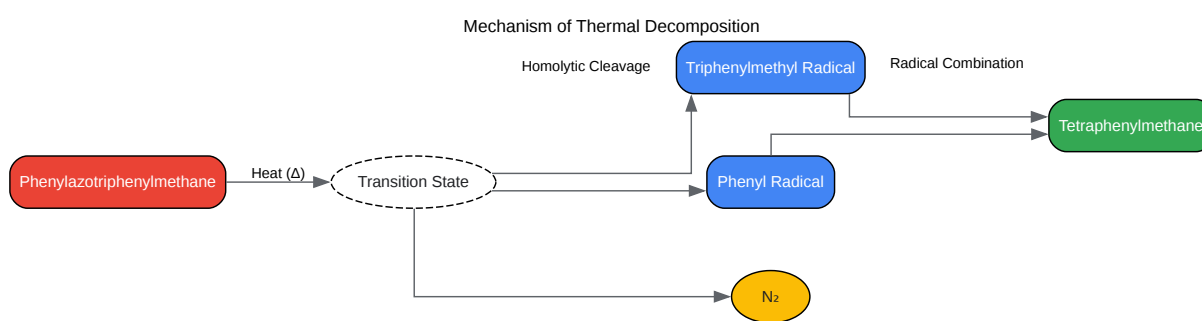 Mechanism of Thermal Decomposition
Homolytic Cleavage
Triphenylmethyl Radical
Radical Combination
Tetraphenylmethane
Phenylazotriphenylmethane
Heat (Δ)
Transition State
Phenyl Radical
N₂